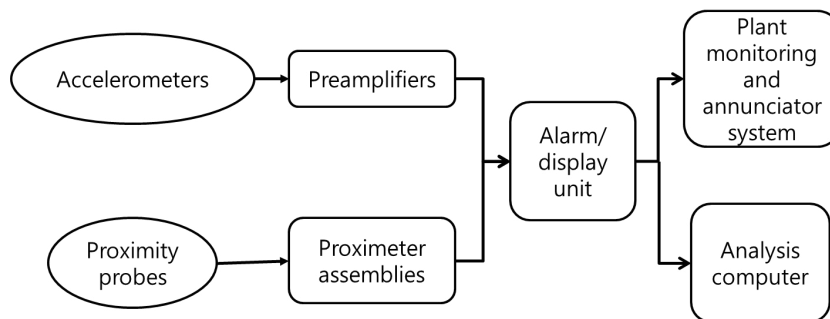 Accelerometers
Preamplifiers
Plant
monitoring
and
annunciator
system
Alarm/
display
unit
Proximity
probes
Proximeter
assemblies
Analysis
computer